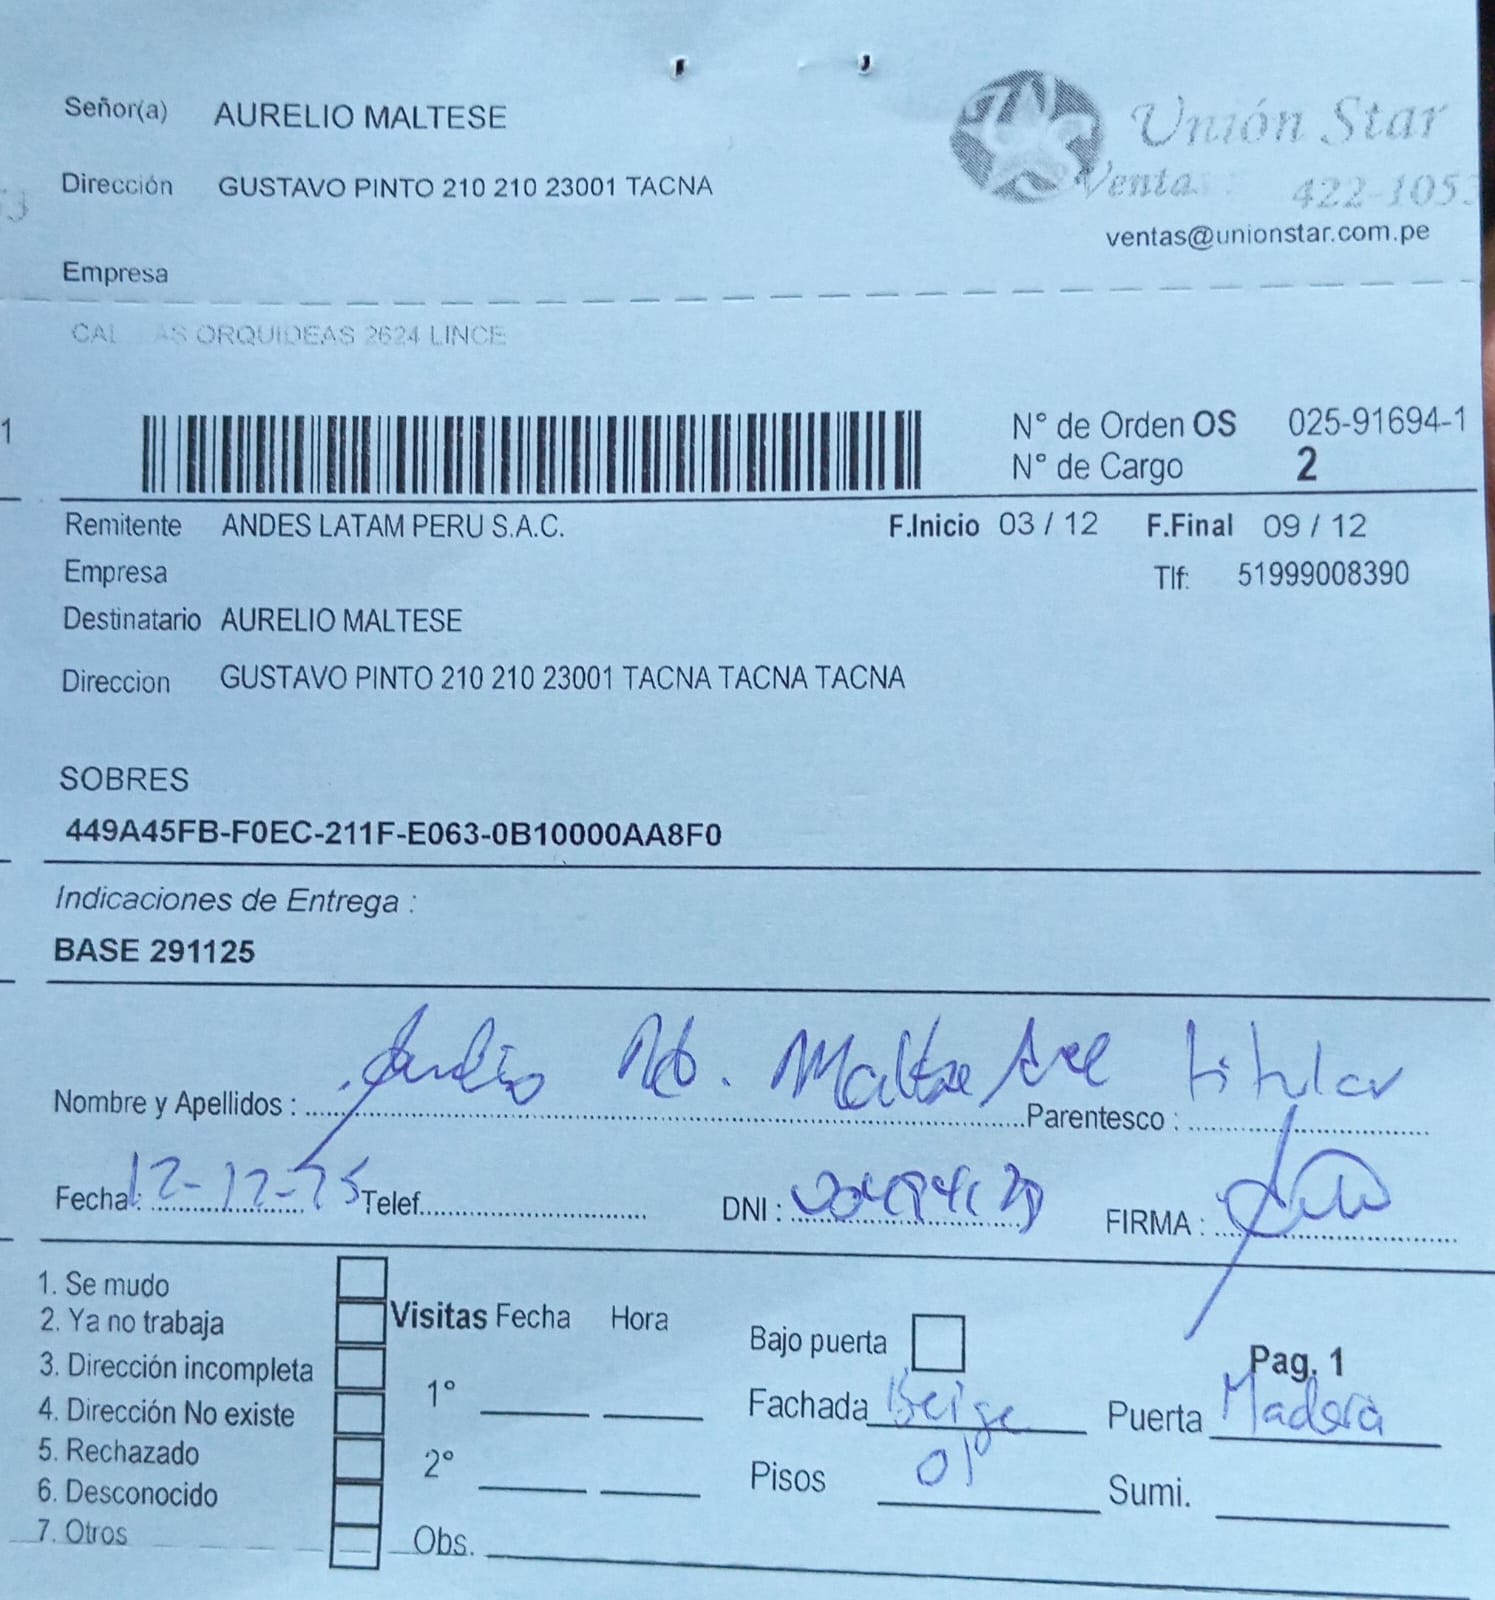 Señor(a) AURELIO MALTESE
Unión Star
Dirección GUSTAVO PINTO 210 210 23001 TACNA
Ventas: 422-1053
ventas@unionstar.com.pe
Empresa
ORQUIDEAS 2624 LINCE
1
N° de Orden OS 025-91694-1
N° de Cargo 2
Remitente ANDES LATAM PERU S.A.C. F.Inicio 03 / 12 F.Final 09 / 12
Empresa Tlf: 51999008390
Destinatario AURELIO MALTESE
Direccion GUSTAVO PINTO 210 210 23001 TACNA TACNA TACNA
SOBRES
449A45FB-F0EC-211F-E063-0B10000AA8F0
Indicaciones de Entrega :
BASE 291125
Nombre y Apellidos : Parentesco : titular
Fecha: 12-12-25 Telef. DNI : FIRMA :
1. Se mudo
2. Ya no trabaja
3. Dirección incompleta
4. Dirección No existe
5. Rechazado
6. Desconocido
7. Otros
Visitas Fecha Hora
1°
2°
Obs.
Bajo puerta
Pag. 1
Fachada Beige Puerta Madera
Pisos 01 Sumi.